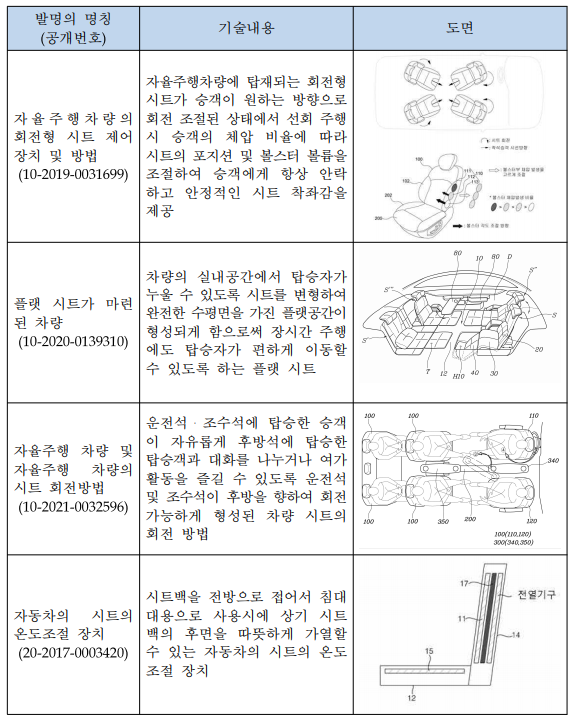 발명의 명칭
(공개번호)
기술내용
도면
자율주행차량의
회전형 시트 제어
장치 및 방법
(10-2019-0031699)
자율주행차량에 탑재되는 회전형
시트가 승객이 원하는 방향으로
회전 조절된 상태에서 선회 주행
시 승객의 체압 비율에 따라
시트의 포지션 및 볼스터 볼륨을
조절하여 승객에게 항상 안락
하고 안정적인 시트 착좌감을
제공
100
102
202
200
플랫 시트가 마련
된 차량
(10-2020-0139310)
차량의 실내공간에서 탑승자가
누울 수 있도록 시트를 변형하여
완전한 수평면을 가진 플랫공간이
형성되게 함으로써 장시간 주행
에도 탑승자가 편하게 이동할
수 있도록 하는 플랫 시트
60 10 80 D
S" S"
S' S
T 12 H10 40 30 20
자율주행 차량 및
자율주행 차량의
시트 회전방법
(10-2021-0032596)
운전석 · 조수석에 탑승한 승객
이 자유롭게 후방석에 탑승한
탑승객과 대화를 나누거나 여가
활동을 즐길 수 있도록 운전석
및 조수석이 후방을 향하여 회전
가능하게 형성된 차량 시트의
회전 방법
100 100 110
340
100 100 350 200 120
100(110,120)
300(340,350)
자동차의 시트의
온도조절 장치
(20-2017-0003420)
시트백을 전방으로 접어서 침대
대용으로 사용시에 상기 시트
백의 후면을 따뜻하게 가열할
수 있는 자동차의 시트의 온도
조절 장치
17
전열기구
11
14
15
12